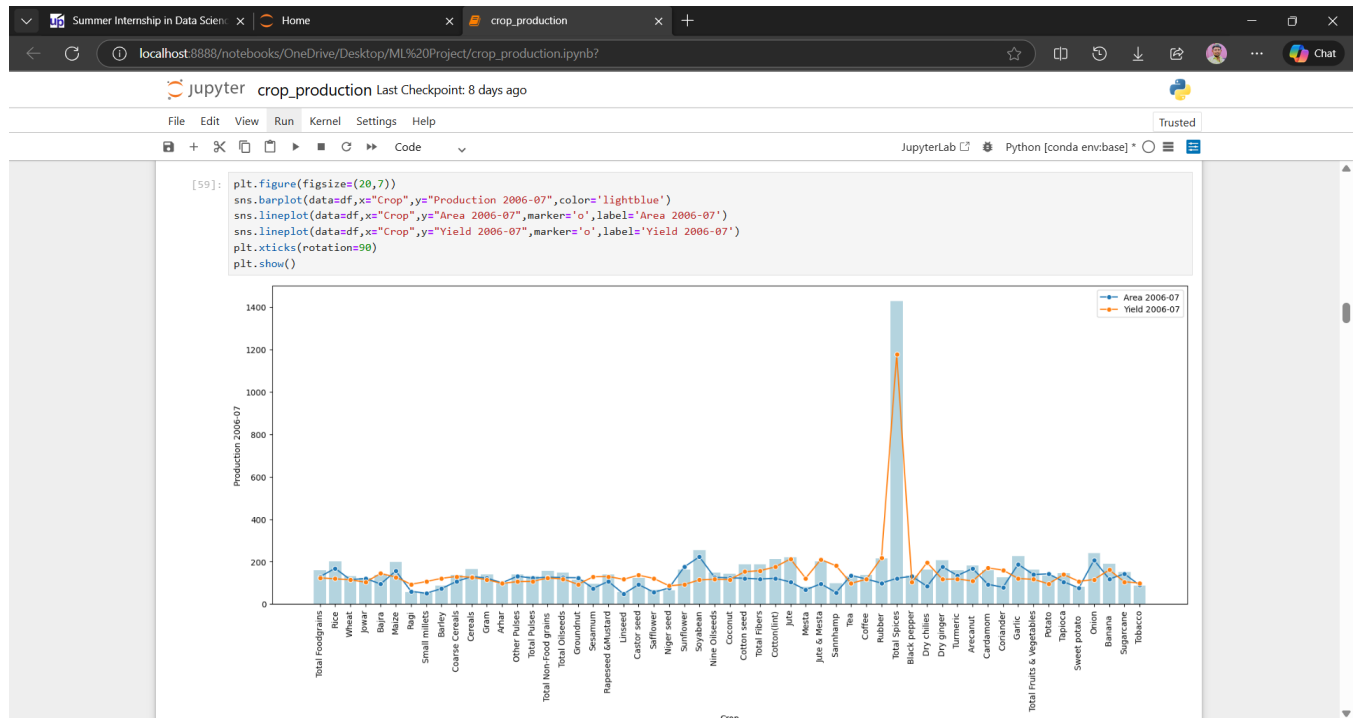 Summer Internship in Data Scienc
Home
crop_production
localhost:8888/notebooks/OneDrive/Desktop/ML%20Project/crop_production.ipynb?
Chat
jupyter crop_production Last Checkpoint: 8 days ago
File Edit View Run Kernel Settings Help
Trusted
Code
JupyterLab
Python [conda env:base] *
[59]: plt.figure(figsize=(20,7))
sns.barplot(data=df,x="Crop",y="Production 2006-07",color='lightblue')
sns.lineplot(data=df,x="Crop",y="Area 2006-07",marker='o',label='Area 2006-07')
sns.lineplot(data=df,x="Crop",y="Yield 2006-07",marker='o',label='Yield 2006-07')
plt.xticks(rotation=90)
plt.show()
Area 2006-07
Yield 2006-07
Production 2006-07
1400
1200
1000
800
600
400
200
0
Total Foodgrains
Rice
Wheat
Jowar
Bajra
Maize
Ragi
Small millets
Barley
Coarse Cereals
Cereals
Gram
Arhar
Other Pulses
Total Pulses
Total Non-Food grains
Total Oilseeds
Groundnut
Sesamum
Rapeseed &Mustard
Linseed
Castor seed
Safflower
Niger seed
Sunflower
Soyabean
Nine Oilseeds
Coconut
Cotton seed
Total Fibers
Cotton(lint)
Jute
Mesta
Jute & Mesta
Sannhamp
Tea
Coffee
Rubber
Total Spices
Black pepper
Dry chilies
Dry ginger
Turmeric
Arecanut
Cardamom
Coriander
Garlic
Total Fruits & Vegetables
Potato
Tapioca
Sweet potato
Onion
Banana
Sugarcane
Tobacco
Crop